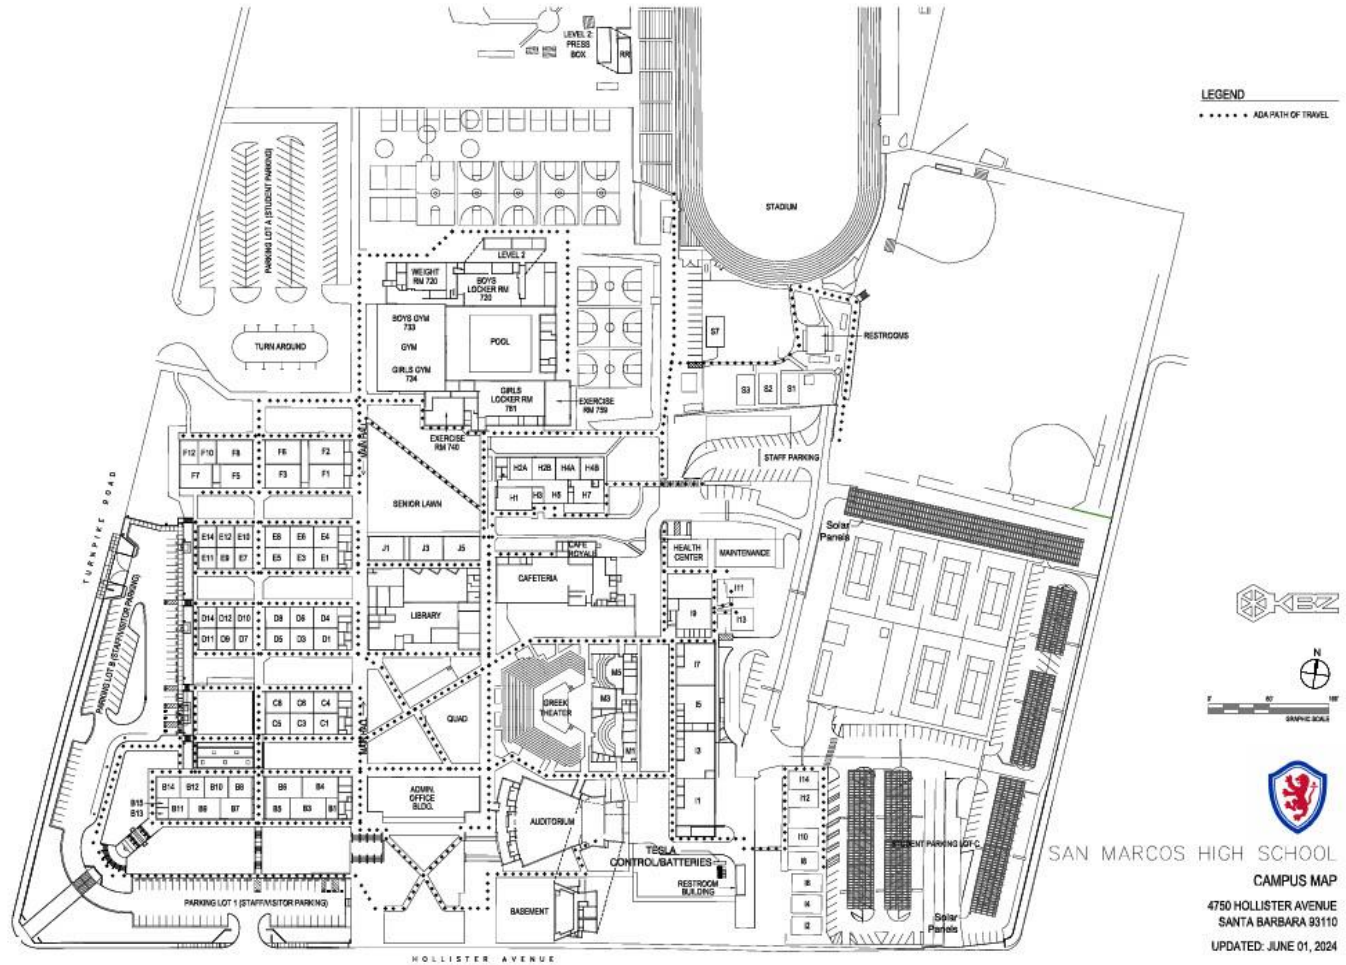 LEVEL 2:
PRESS
BOX
RR
LEGEND
ADA PATH OF TRAVEL
PARKING LOT A (STUDENT PARKING)
STADIUM
LEVEL 2
WEIGHT
RM 720
BOYS
LOCKER RM
720
BOYS GYM
733
GYM
GIRLS GYM
734
POOL
S7
RESTROOMS
TURN AROUND
GIRLS
LOCKER RM
761
EXERCISE
RM 759
S3 S2 S1
EXERCISE
RM 740
MAIN HALL
F12 F10 F8 F6 F2
F7 F5 F3 F1
STAFF PARKING
H2A H2B H4A H4B
H1 H3 H5 H7
SENIOR LAWN
TURNPIKE ROAD
E14 E12 E10 E8 E6 E4
E11 E9 E7 E5 E3 E1
J1 J3 J5
CAFE
ROYALE
CAFETERIA
HEALTH
CENTER
MAINTENANCE
Solar
Panels
PARKING LOT B (STAFF/VISITOR PARKING)
D14 D12 D10 D8 D6 D4
D11 D9 D7 D5 D3 D1
LIBRARY
I9
I11
I13
KBZ
N
C8 C6 C4
C5 C3 C1
QUAD
MAIN HALL
GREEK
THEATER
M5
M3
M1
I7
I5
I3
I1
0' 60'
GRAPHIC SCALE
B14 B12 B10 B8 B6 B4
B15
B13
B11 B9 B7 B5 B3 B1
ADMIN.
OFFICE
BLDG.
AUDITORIUM
I14
I12
I10
I8
I6
I4
I2
TESLA
CONTROL/BATTERIES
RESTROOM
BUILDING
STUDENT PARKING LOT C
BASEMENT
PARKING LOT 1 (STAFF/VISITOR PARKING)
Solar
Panels
HOLLISTER AVENUE
SAN MARCOS HIGH SCHOOL
CAMPUS MAP
4750 HOLLISTER AVENUE
SANTA BARBARA 93110
UPDATED: JUNE 01, 2024